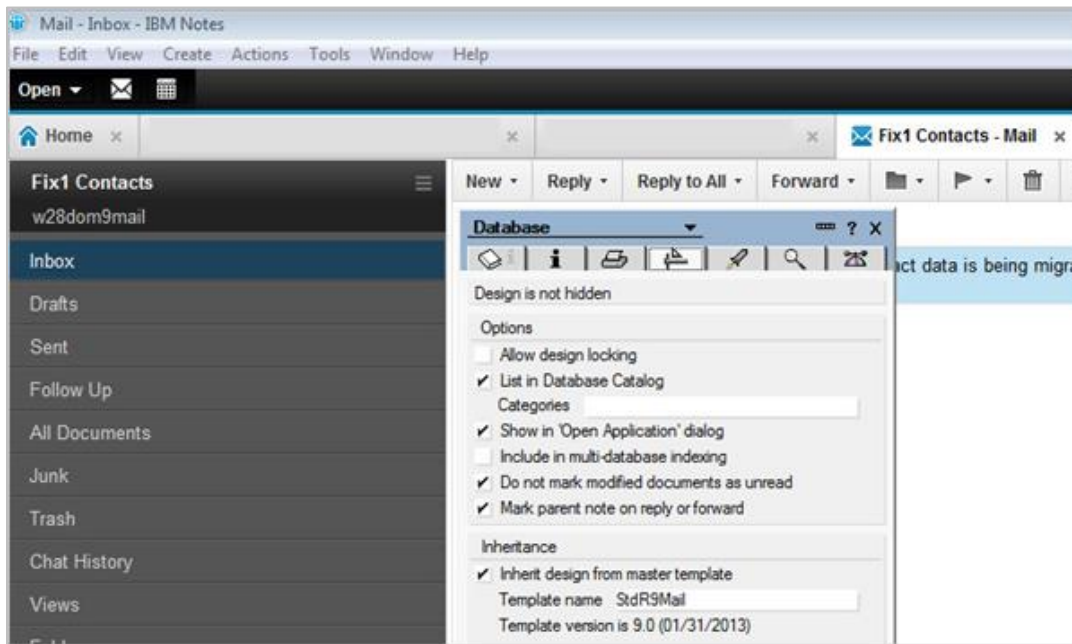 Mail - Inbox - IBM Notes
File Edit View Create Actions Tools Window Help
Open
Home
Fix1 Contacts - Mail
Fix1 Contacts
w28dom9mail
Inbox
Drafts
Sent
Follow Up
All Documents
Junk
Trash
Chat History
Views
New Reply Reply to All Forward
Database ? X
i
act data is being migra
Design is not hidden
Options
Allow design locking
List in Database Catalog
Categories
Show in 'Open Application' dialog
Include in multi-database indexing
Do not mark modified documents as unread
Mark parent note on reply or forward
Inheritance
Inherit design from master template
Template name StdR9Mail
Template version is 9.0 (01/31/2013)